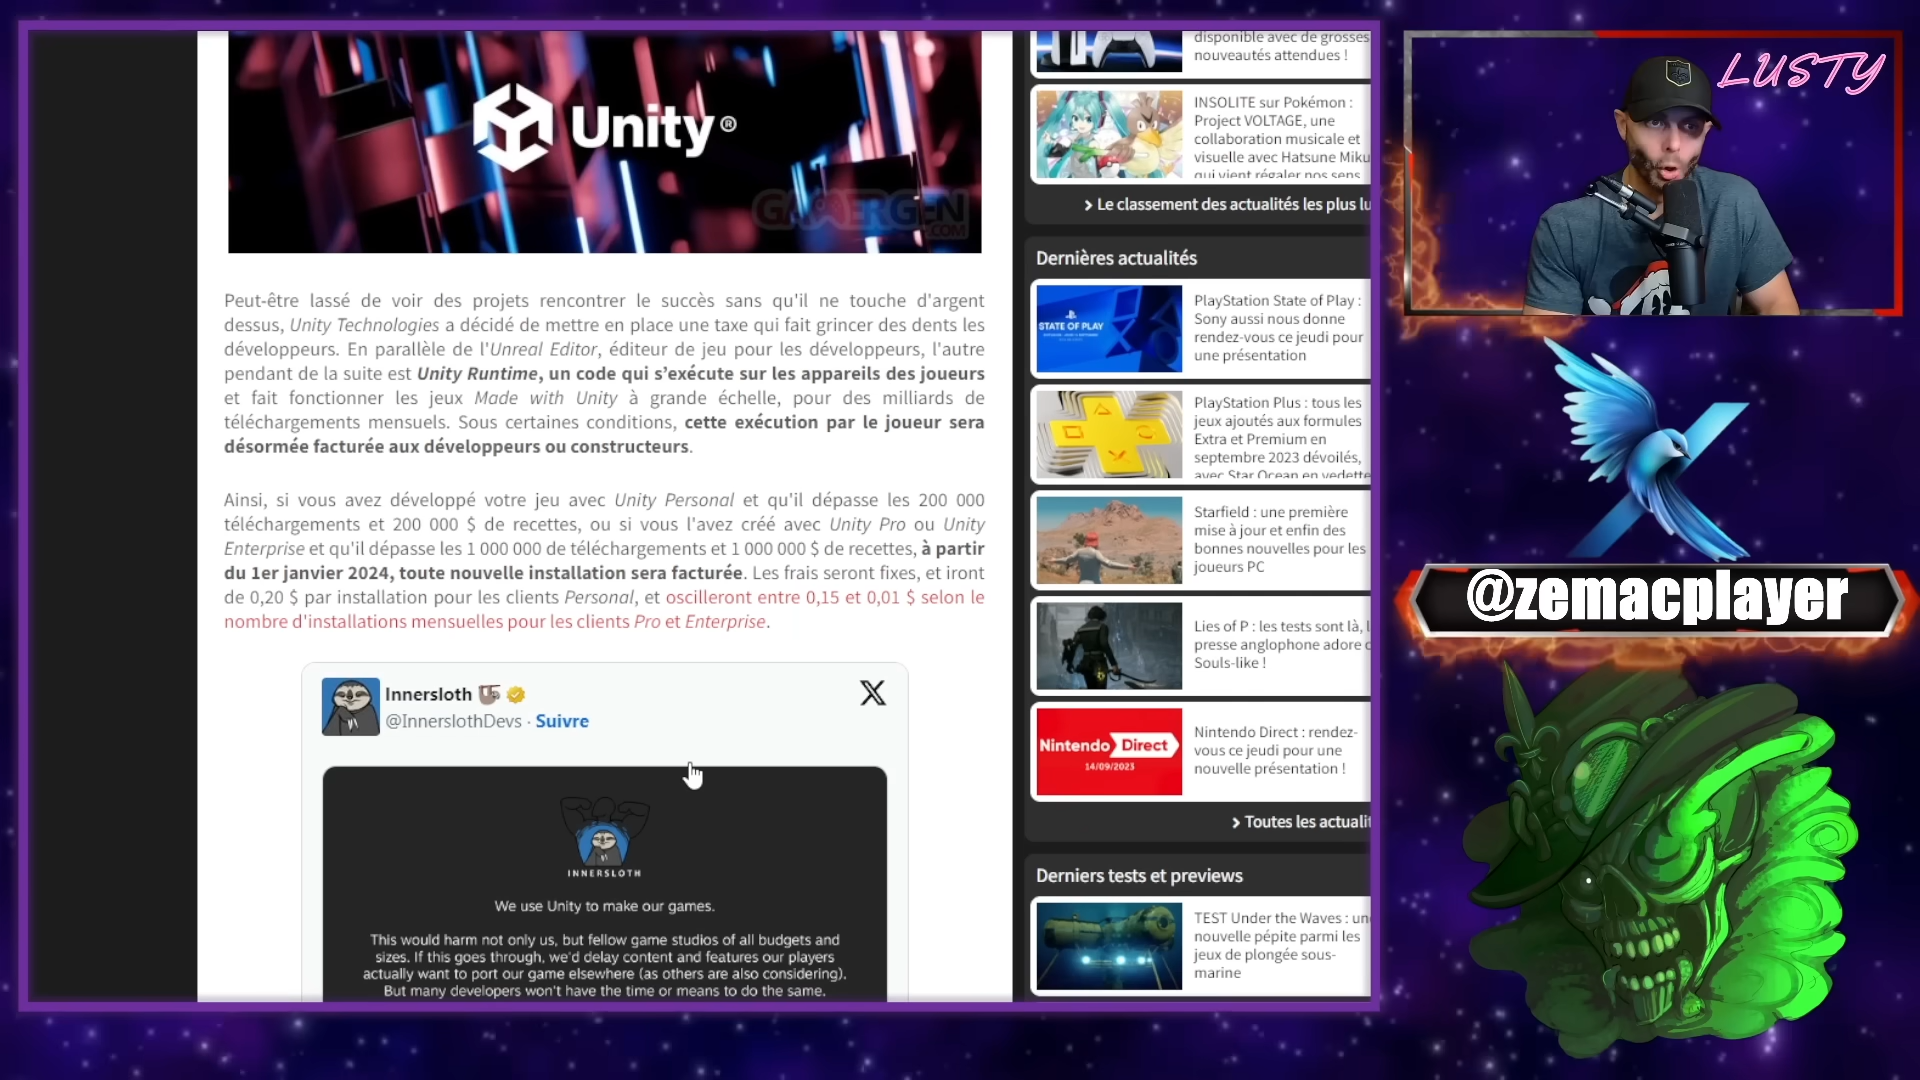 Unity®
GAMERGEN
.COM
Peut-être lassé de voir des projets rencontrer le succès sans qu'il ne touche d'argent
dessus, Unity Technologies a décidé de mettre en place une taxe qui fait grincer des dents les
développeurs. En parallèle de l'Unreal Editor, éditeur de jeu pour les développeurs, l'autre
pendant de la suite est Unity Runtime, un code qui s’exécute sur les appareils des joueurs
et fait fonctionner les jeux Made with Unity à grande échelle, pour des milliards de
téléchargements mensuels. Sous certaines conditions, cette exécution par le joueur sera
désormée facturée aux développeurs ou constructeurs.
Ainsi, si vous avez développé votre jeu avec Unity Personal et qu'il dépasse les 200 000
téléchargements et 200 000 $ de recettes, ou si vous l'avez créé avec Unity Pro ou Unity
Enterprise et qu'il dépasse les 1 000 000 de téléchargements et 1 000 000 $ de recettes, à partir
du 1er janvier 2024, toute nouvelle installation sera facturée. Les frais seront fixes, et iront
de 0,20 $ par installation pour les clients Personal, et oscilleront entre 0,15 et 0,01 $ selon le
nombre d'installations mensuelles pour les clients Pro et Enterprise.
Innersloth
@InnerslothDevs · Suivre
INNERSLOTH
We use Unity to make our games.
This would harm not only us, but fellow game studios of all budgets and
sizes. If this goes through, we'd delay content and features our players
actually want to port our game elsewhere (as others are also considering).
But many developers won't have the time or means to do the same.
disponible avec de grosses
nouveautés attendues !
INSOLITE sur Pokémon :
Project VOLTAGE, une
collaboration musicale et
visuelle avec Hatsune Miku
qui vient régaler nos sens
Le classement des actualités les plus lu
Dernières actualités
STATE OF PLAY
PlayStation State of Play :
Sony aussi nous donne
rendez-vous ce jeudi pour
une présentation
PlayStation Plus : tous les
jeux ajoutés aux formules
Extra et Premium en
septembre 2023 dévoilés,
avec Star Ocean en vedette
Starfield : une première
mise à jour et enfin des
bonnes nouvelles pour les
joueurs PC
Lies of P : les tests sont là, l
presse anglophone adore c
Souls-like !
Nintendo Direct
14/09/2023
Nintendo Direct : rendez-
vous ce jeudi pour une
nouvelle présentation !
Toutes les actualit
Derniers tests et previews
TEST Under the Waves : un
nouvelle pépite parmi les
jeux de plongée sous-
marine
LUSTY
@zemacplayer